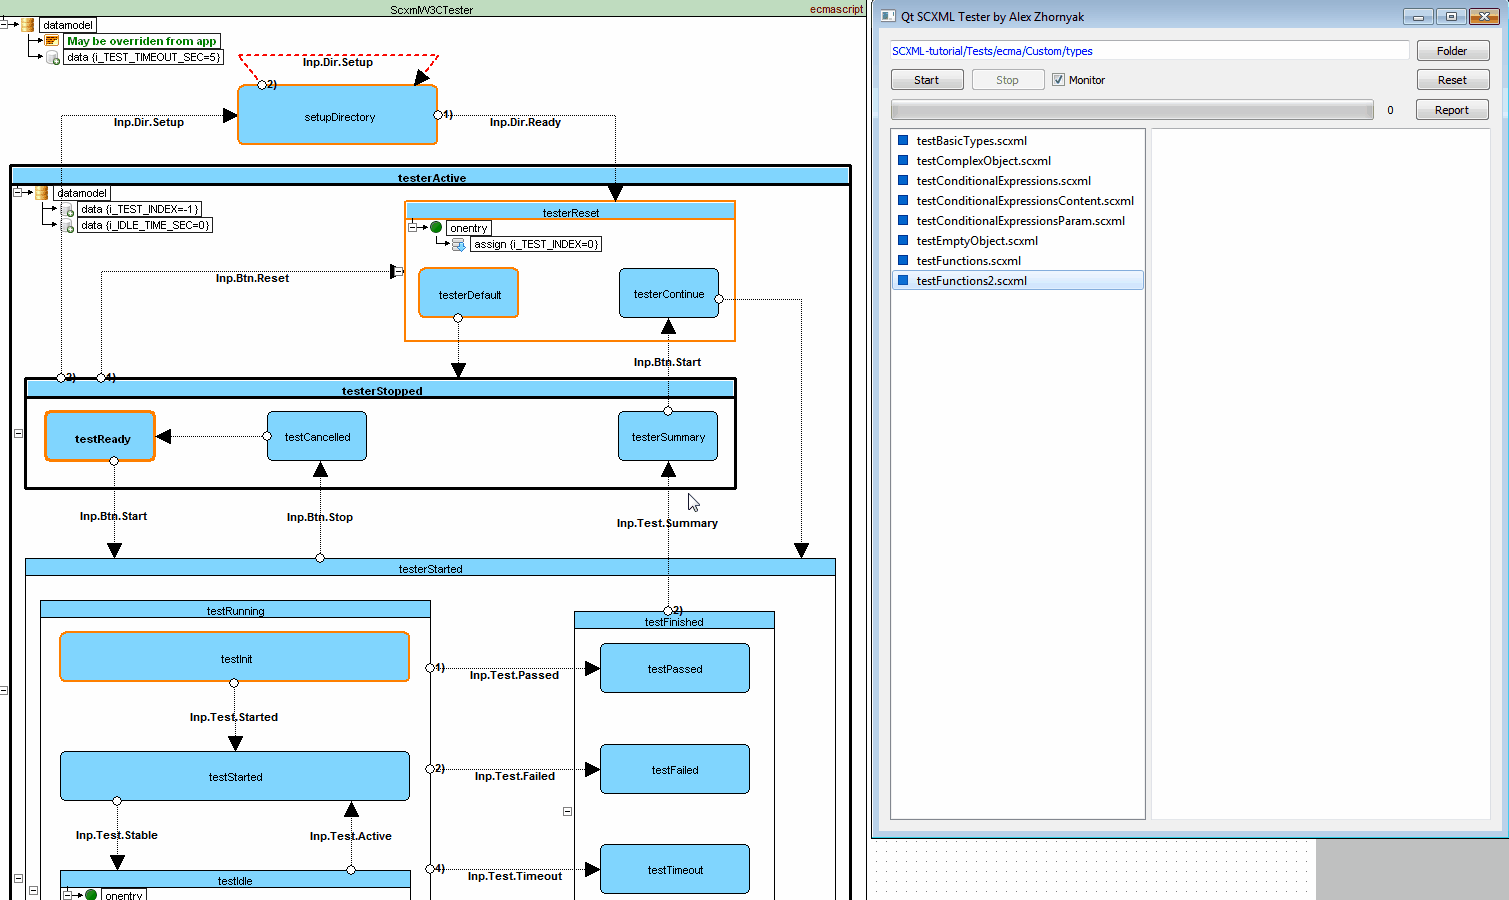 ScxmlW3CTester
ecmascript
datamodel
May be overriden from app
data {i_TEST_TIMEOUT_SEC=5}
Inp.Dir.Setup
2)
setupDirectory
1)
Inp.Dir.Setup
Inp.Dir.Ready
testerActive
datamodel
data {i_TEST_INDEX=-1}
data {i_IDLE_TIME_SEC=0}
testerReset
onentry
assign {i_TEST_INDEX=0}
Inp.Btn.Reset
testerDefault
testerContinue
Inp.Btn.Start
3)
4)
testerStopped
testReady
testCancelled
testerSummary
Inp.Btn.Start
Inp.Btn.Stop
Inp.Test.Summary
testerStarted
testRunning
2)
testFinished
testInit
1)
Inp.Test.Passed
testPassed
Inp.Test.Started
testStarted
2)
Inp.Test.Failed
testFailed
Inp.Test.Stable
Inp.Test.Active
4)
Inp.Test.Timeout
testTimeout
testIdle
onentry
Qt SCXML Tester by Alex Zhornyak
SCXML-tutorial/Tests/ecma/Custom/types
Folder
Start
Stop
Monitor
Reset
0
Report
testBasicTypes.scxml
testComplexObject.scxml
testConditionalExpressions.scxml
testConditionalExpressionsContent.scxml
testConditionalExpressionsParam.scxml
testEmptyObject.scxml
testFunctions.scxml
testFunctions2.scxml